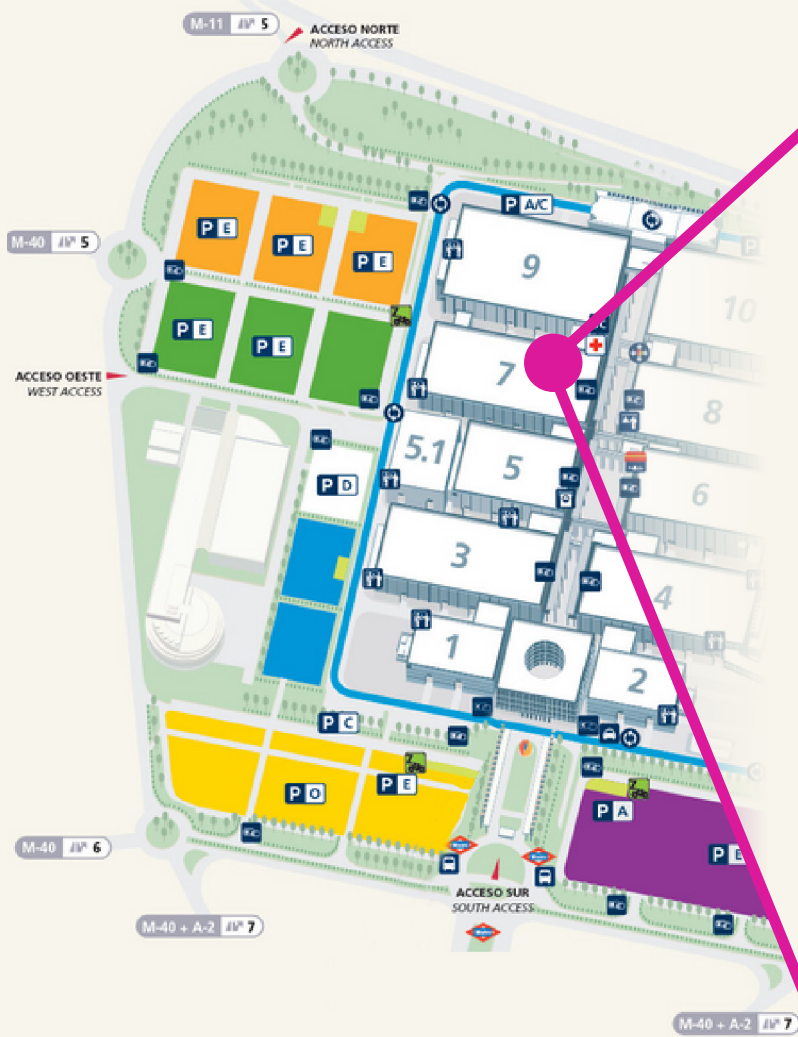 M-11 5
ACCESO NORTE
NORTH ACCESS
P A/C
M-40 5
P E
P E
P E
9
10
P E
P E
7
ACCESO OESTE
WEST ACCESS
8
5.1
5
6
P D
3
4
1
2
P C
P E
P O
P A
P E
M-40 6
ACCESO SUR
SOUTH ACCESS
M-40 + A-2 7
M-40 + A-2 7